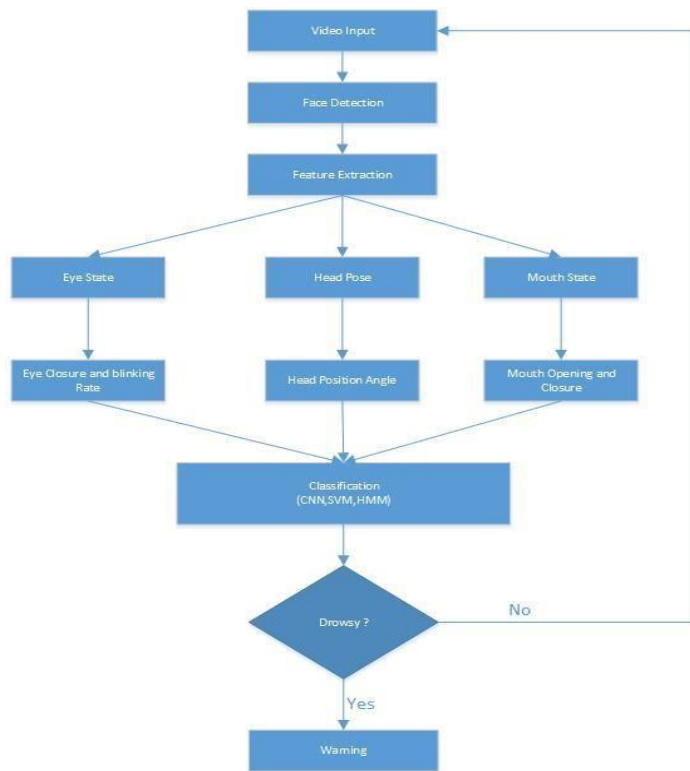 Video Input
Face Detection
Feature Extraction
Eye State
Head Pose
Mouth State
Eye Closure and blinking
Rate
Head Position Angle
Mouth Opening and
Closure
Classification
(CNN,SVM,HMM)
Drowsy ?
No
Yes
Warning